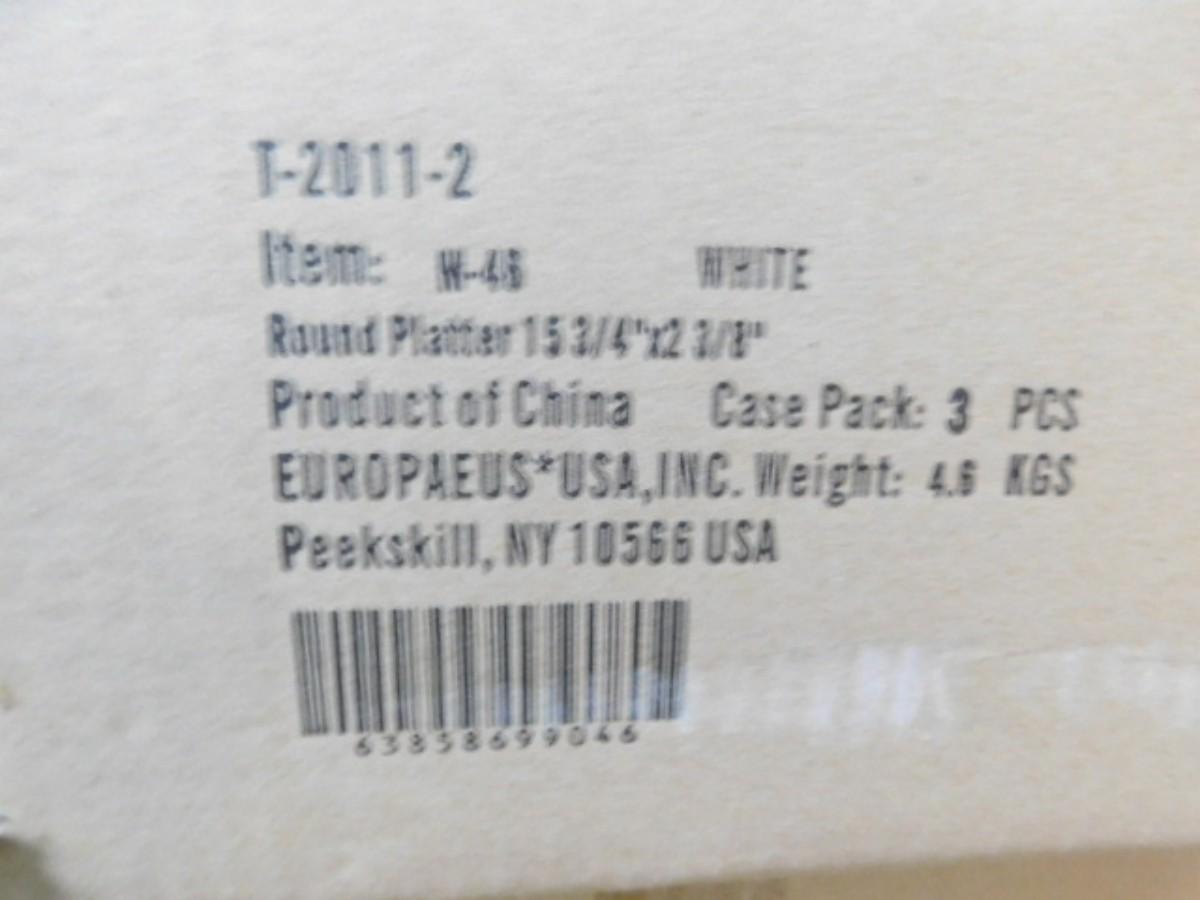 T-2011-2
Item: W-46 WHITE
Round Platter 15 3/4"x2 3/8"
Product of China Case Pack: 3 PCS
EUROPAEUS*USA,INC. Weight: 4.6 KGS
Peekskill, NY 10566 USA
63858699046